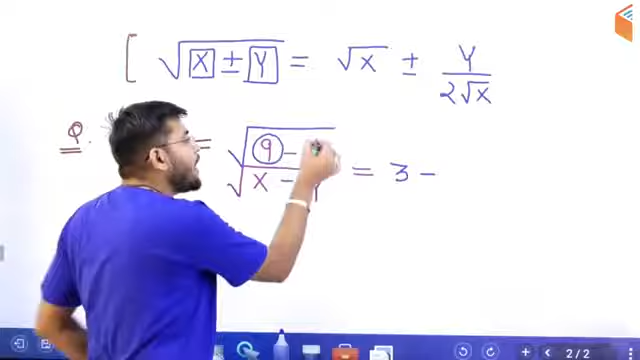 [ √X ± Y = √x ± Y / 2√x
Q. = √9 - = 3 -
√x - Y
2 / 2